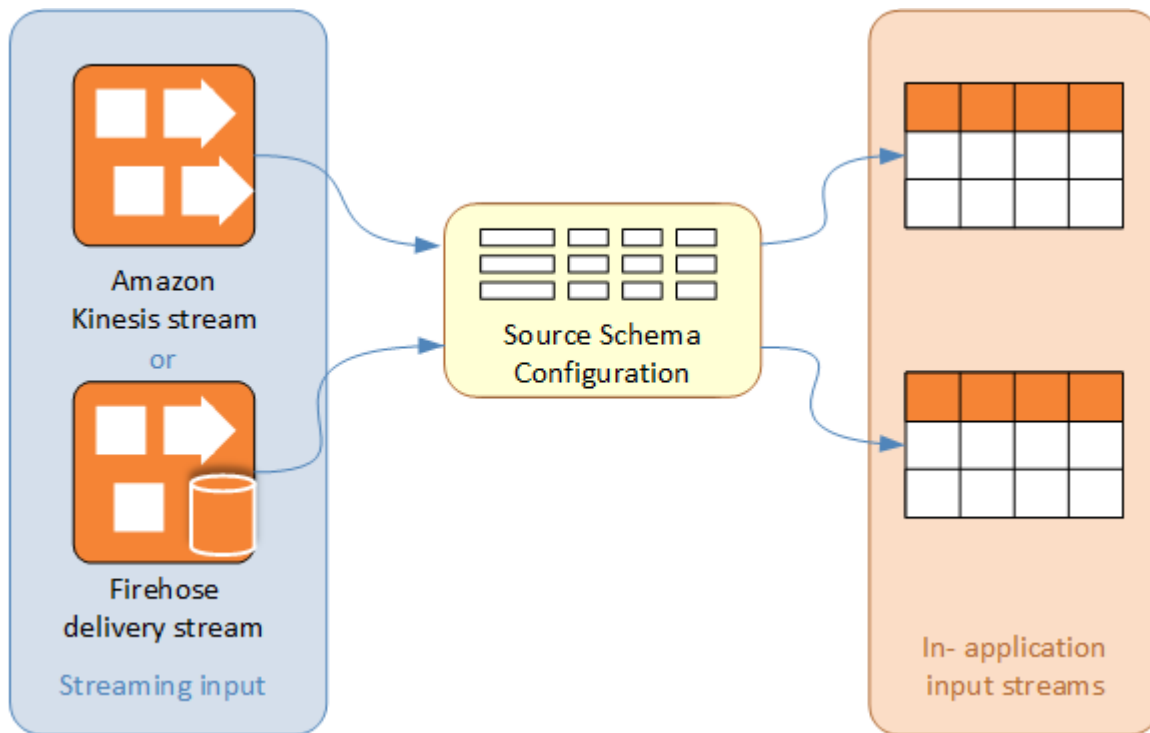 Amazon
Kinesis stream
or
Firehose
delivery stream
Streaming input
Source Schema
Configuration
In- application
input streams